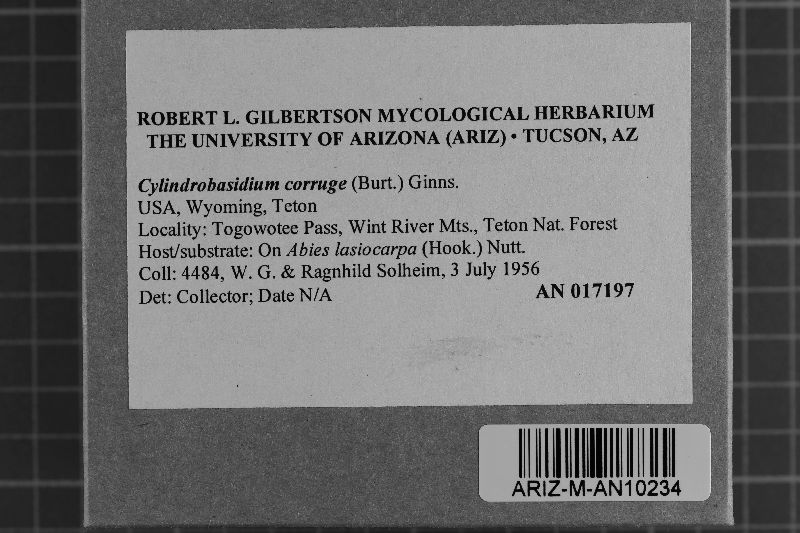 ROBERT L. GILBERTSON MYCOLOGICAL HERBARIUM
THE UNIVERSITY OF ARIZONA (ARIZ) • TUCSON, AZ
Cylindrobasidium corruge (Burt.) Ginns.
USA, Wyoming, Teton
Locality: Togowotee Pass, Wint River Mts., Teton Nat. Forest
Host/substrate: On Abies lasiocarpa (Hook.) Nutt.
Coll: 4484, W. G. & Ragnhild Solheim, 3 July 1956
Det: Collector; Date N/A AN 017197
ARIZ-M-AN10234